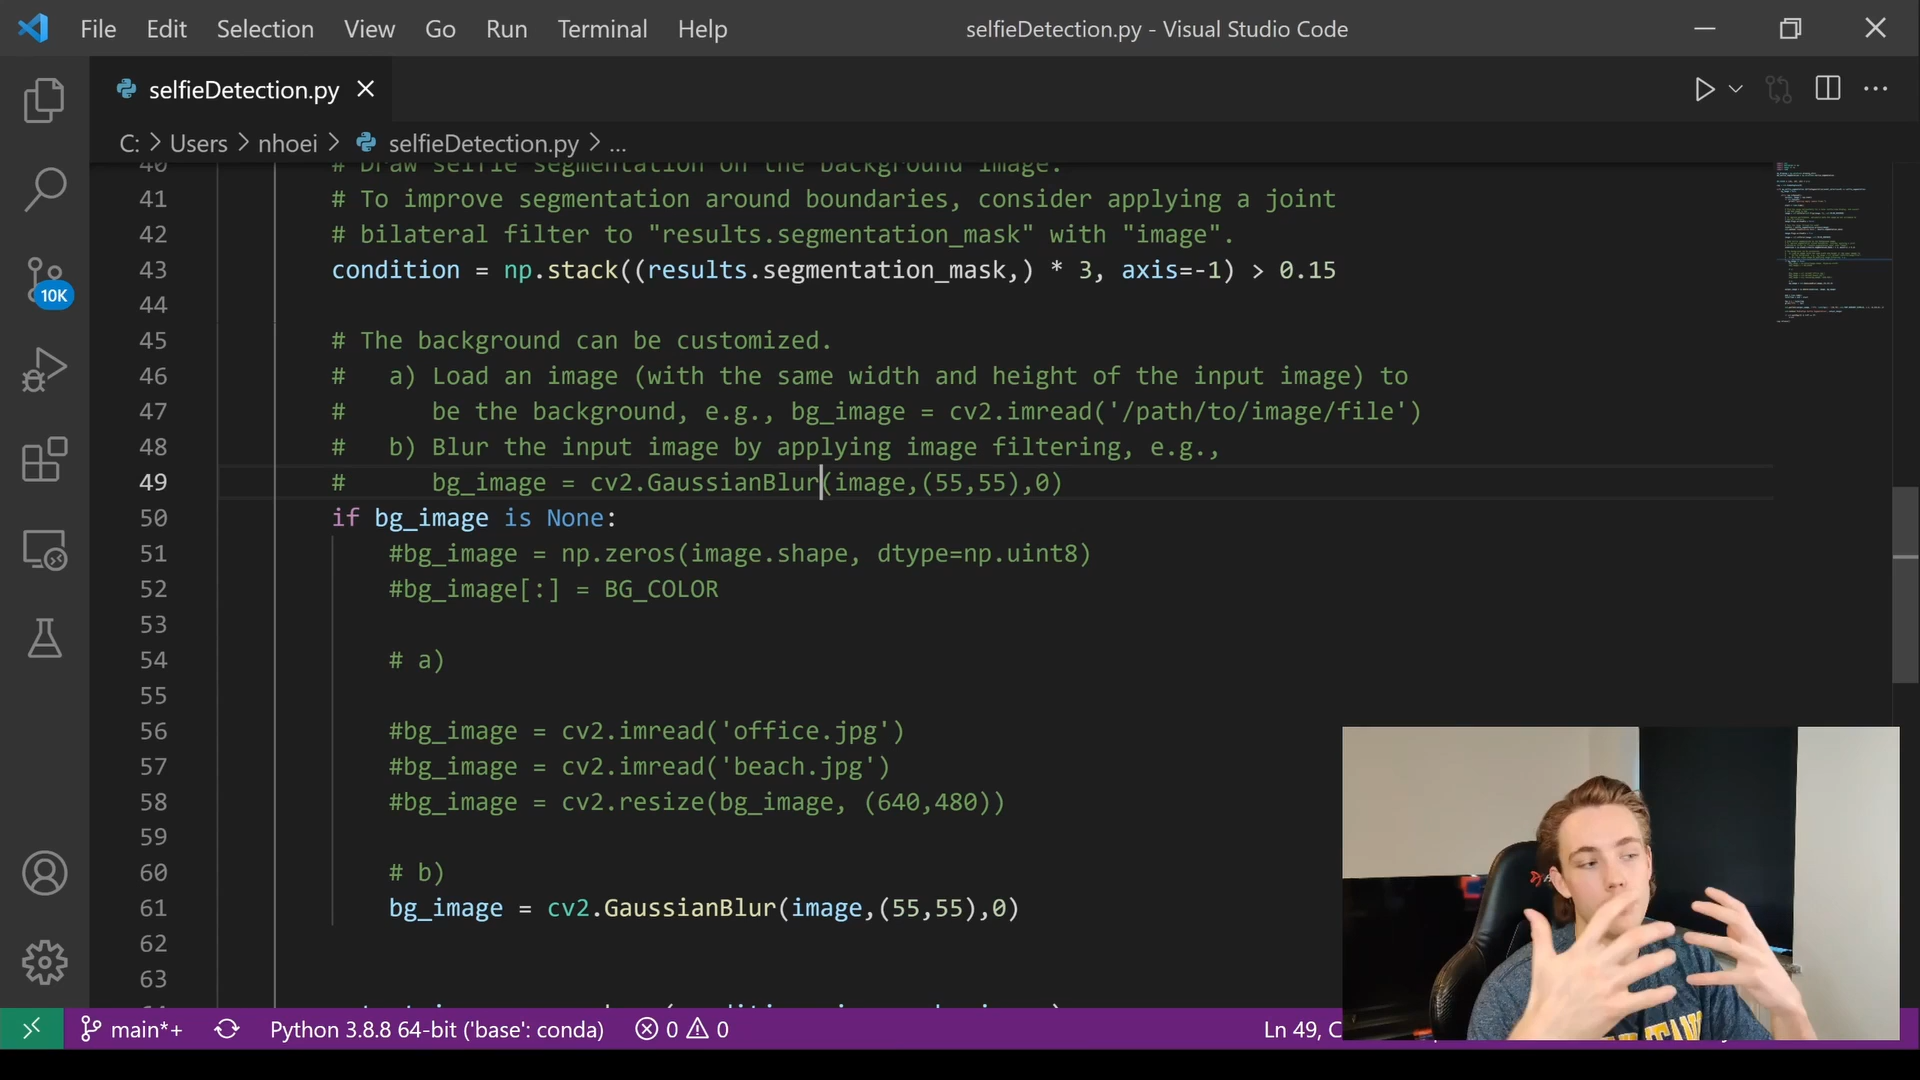 File Edit Selection View Go Run Terminal Help selfieDetection.py - Visual Studio Code
selfieDetection.py
C: > Users > nhoei > selfieDetection.py > ...
40 # Draw selfie segmentation on the background image.
41 # To improve segmentation around boundaries, consider applying a joint
42 # bilateral filter to "results.segmentation_mask" with "image".
43 condition = np.stack((results.segmentation_mask,) * 3, axis=-1) > 0.15
44
45 # The background can be customized.
46 #   a) Load an image (with the same width and height of the input image) to
47 #      be the background, e.g., bg_image = cv2.imread('/path/to/image/file')
48 #   b) Blur the input image by applying image filtering, e.g.,
49 #      bg_image = cv2.GaussianBlur(image,(55,55),0)
50 if bg_image is None:
51 #bg_image = np.zeros(image.shape, dtype=np.uint8)
52 #bg_image[:] = BG_COLOR
53
54 # a)
55
56 #bg_image = cv2.imread('office.jpg')
57 #bg_image = cv2.imread('beach.jpg')
58 #bg_image = cv2.resize(bg_image, (640,480))
59
60 # b)
61 bg_image = cv2.GaussianBlur(image,(55,55),0)
62
63
10K
main*+ Python 3.8.8 64-bit ('base': conda) 0 0 Ln 49, C